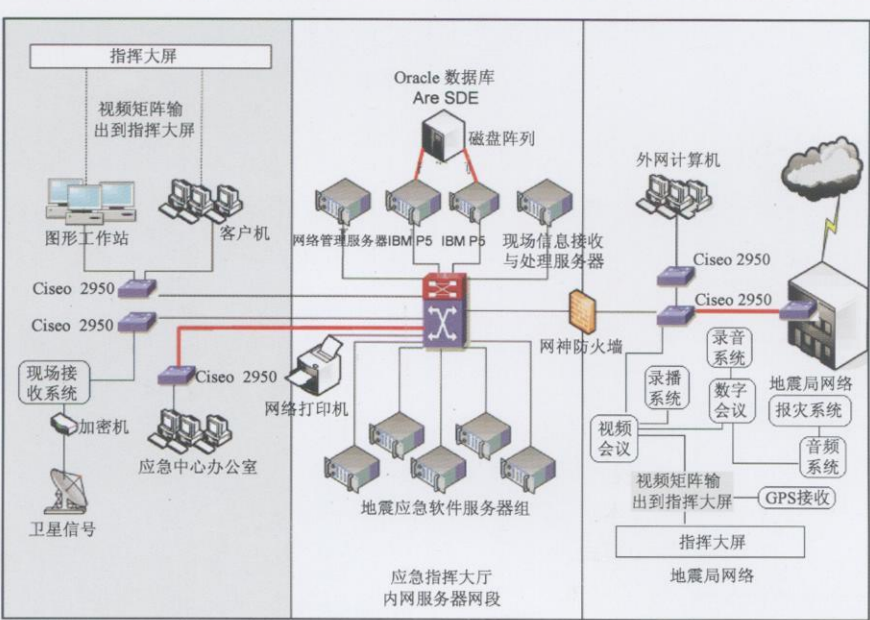 指挥大屏
视频矩阵输
出到指挥大屏
图形工作站
客户机
Ciseo 2950
Ciseo 2950
现场接
收系统
加密机
卫星信号
Ciseo 2950
应急中心办公室
Oracle 数据库
Are SDE
磁盘阵列
网络管理服务器
IBM P5
IBM P5
现场信息接收
与处理服务器
网络打印机
地震应急软件服务器组
应急指挥大厅
内网服务器网段
网神防火墙
外网计算机
Ciseo 2950
Ciseo 2950
地震局网络
录音
系统
录播
系统
数字
会议
报灾系统
视频
会议
音频
系统
视频矩阵输
出到指挥大屏
GPS接收
指挥大屏
地震局网络